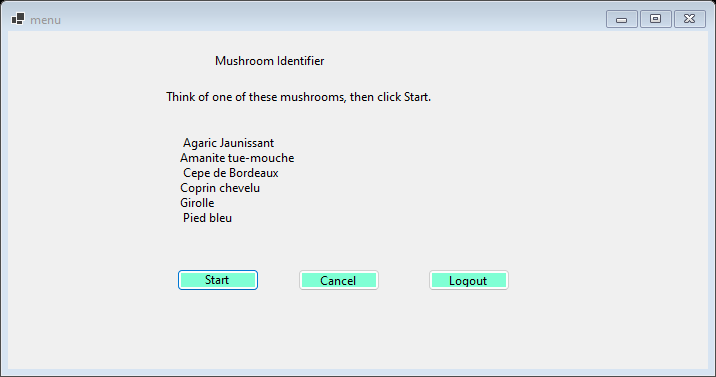 menu
Mushroom Identifier
Think of one of these mushrooms, then click Start.
Agaric Jaunissant
Amanite tue-mouche
Cepe de Bordeaux
Coprin chevelu
Girolle
Pied bleu
Start Cancel Logout